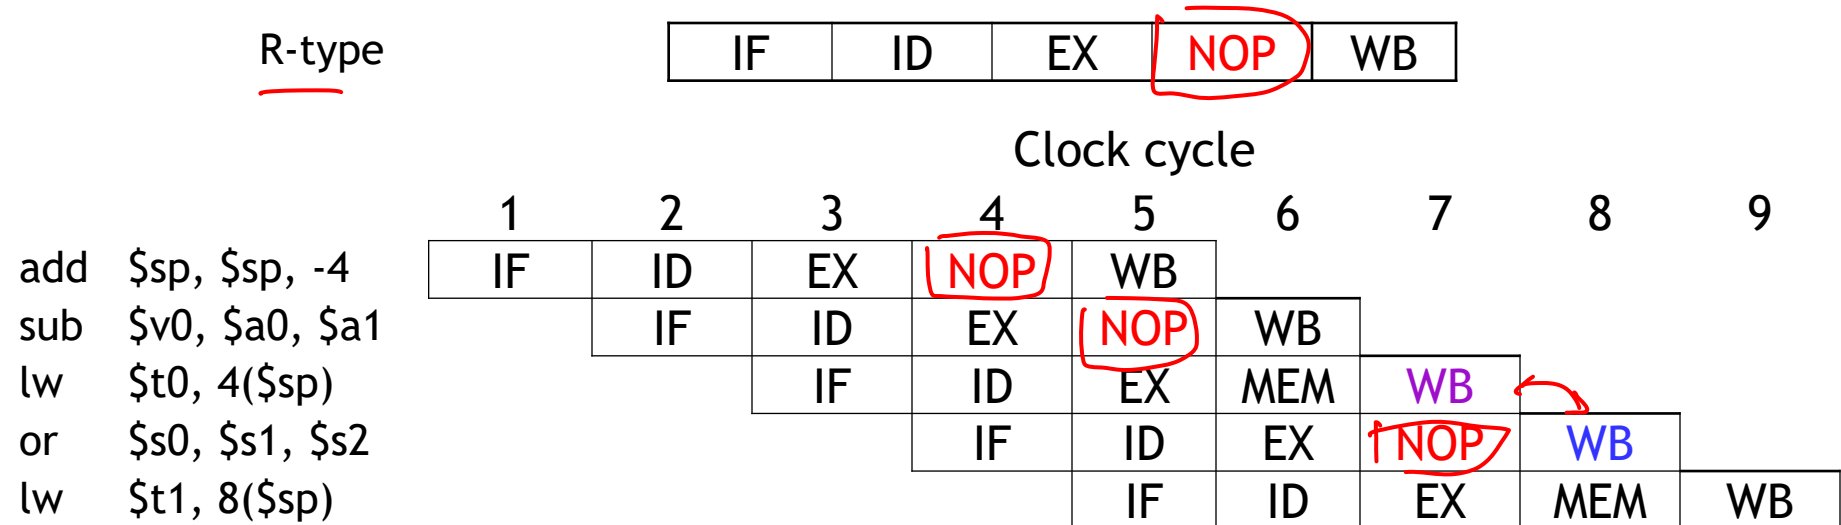 R-type IF ID EX NOP WB
Clock cycle
1 2 3 4 5 6 7 8 9
add $sp, $sp, -4 IF ID EX NOP WB
sub $v0, $a0, $a1 IF ID EX NOP WB
lw $t0, 4($sp) IF ID EX MEM WB
or $s0, $s1, $s2 IF ID EX NOP WB
lw $t1, 8($sp) IF ID EX MEM WB